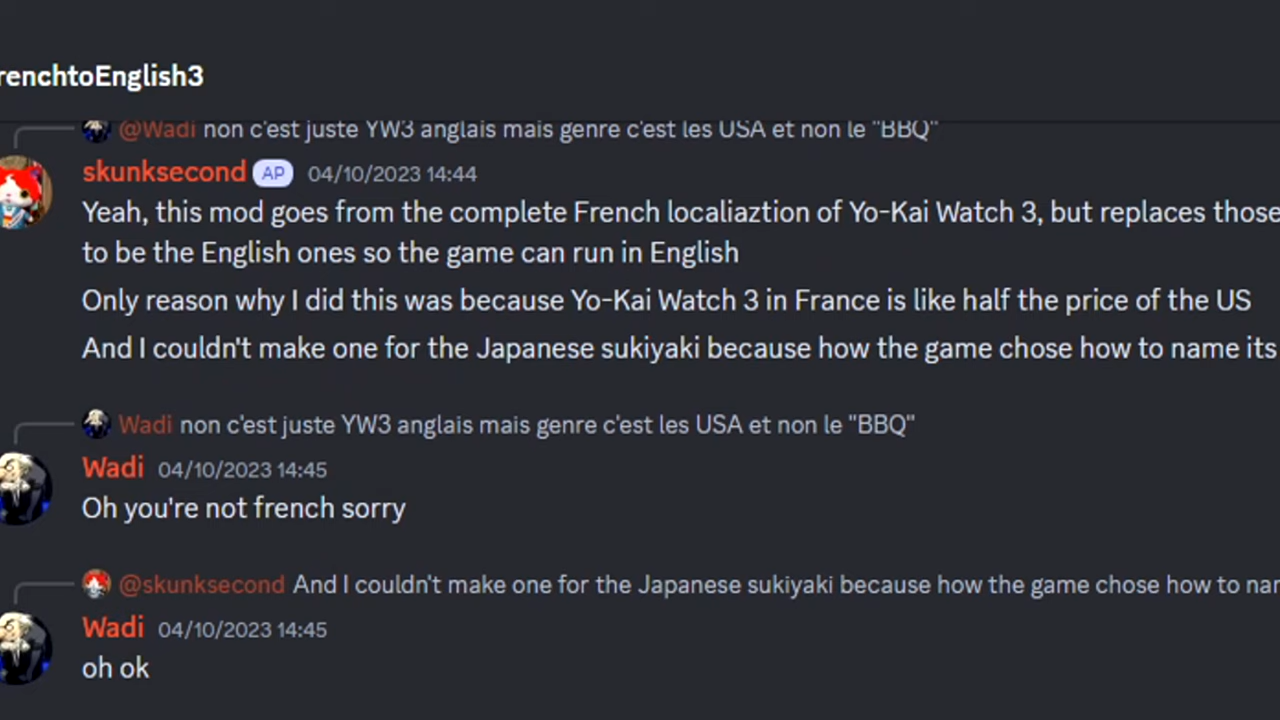 renchtoEnglish3
@Wadi non c'est juste YW3 anglais mais genre c'est les USA et non le "BBQ"
skunksecond AP 04/10/2023 14:44
Yeah, this mod goes from the complete French localiaztion of Yo-Kai Watch 3, but replaces those
to be the English ones so the game can run in English
Only reason why I did this was because Yo-Kai Watch 3 in France is like half the price of the US
And I couldn't make one for the Japanese sukiyaki because how the game chose how to name its
Wadi non c'est juste YW3 anglais mais genre c'est les USA et non le "BBQ"
Wadi 04/10/2023 14:45
Oh you're not french sorry
@skunksecond And I couldn't make one for the Japanese sukiyaki because how the game chose how to nar
Wadi 04/10/2023 14:45
oh ok